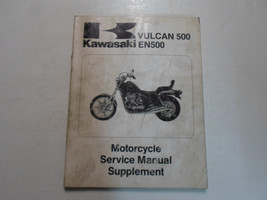 VULCAN 500
Kawasaki EN500
Motorcycle
Service Manual
Supplement